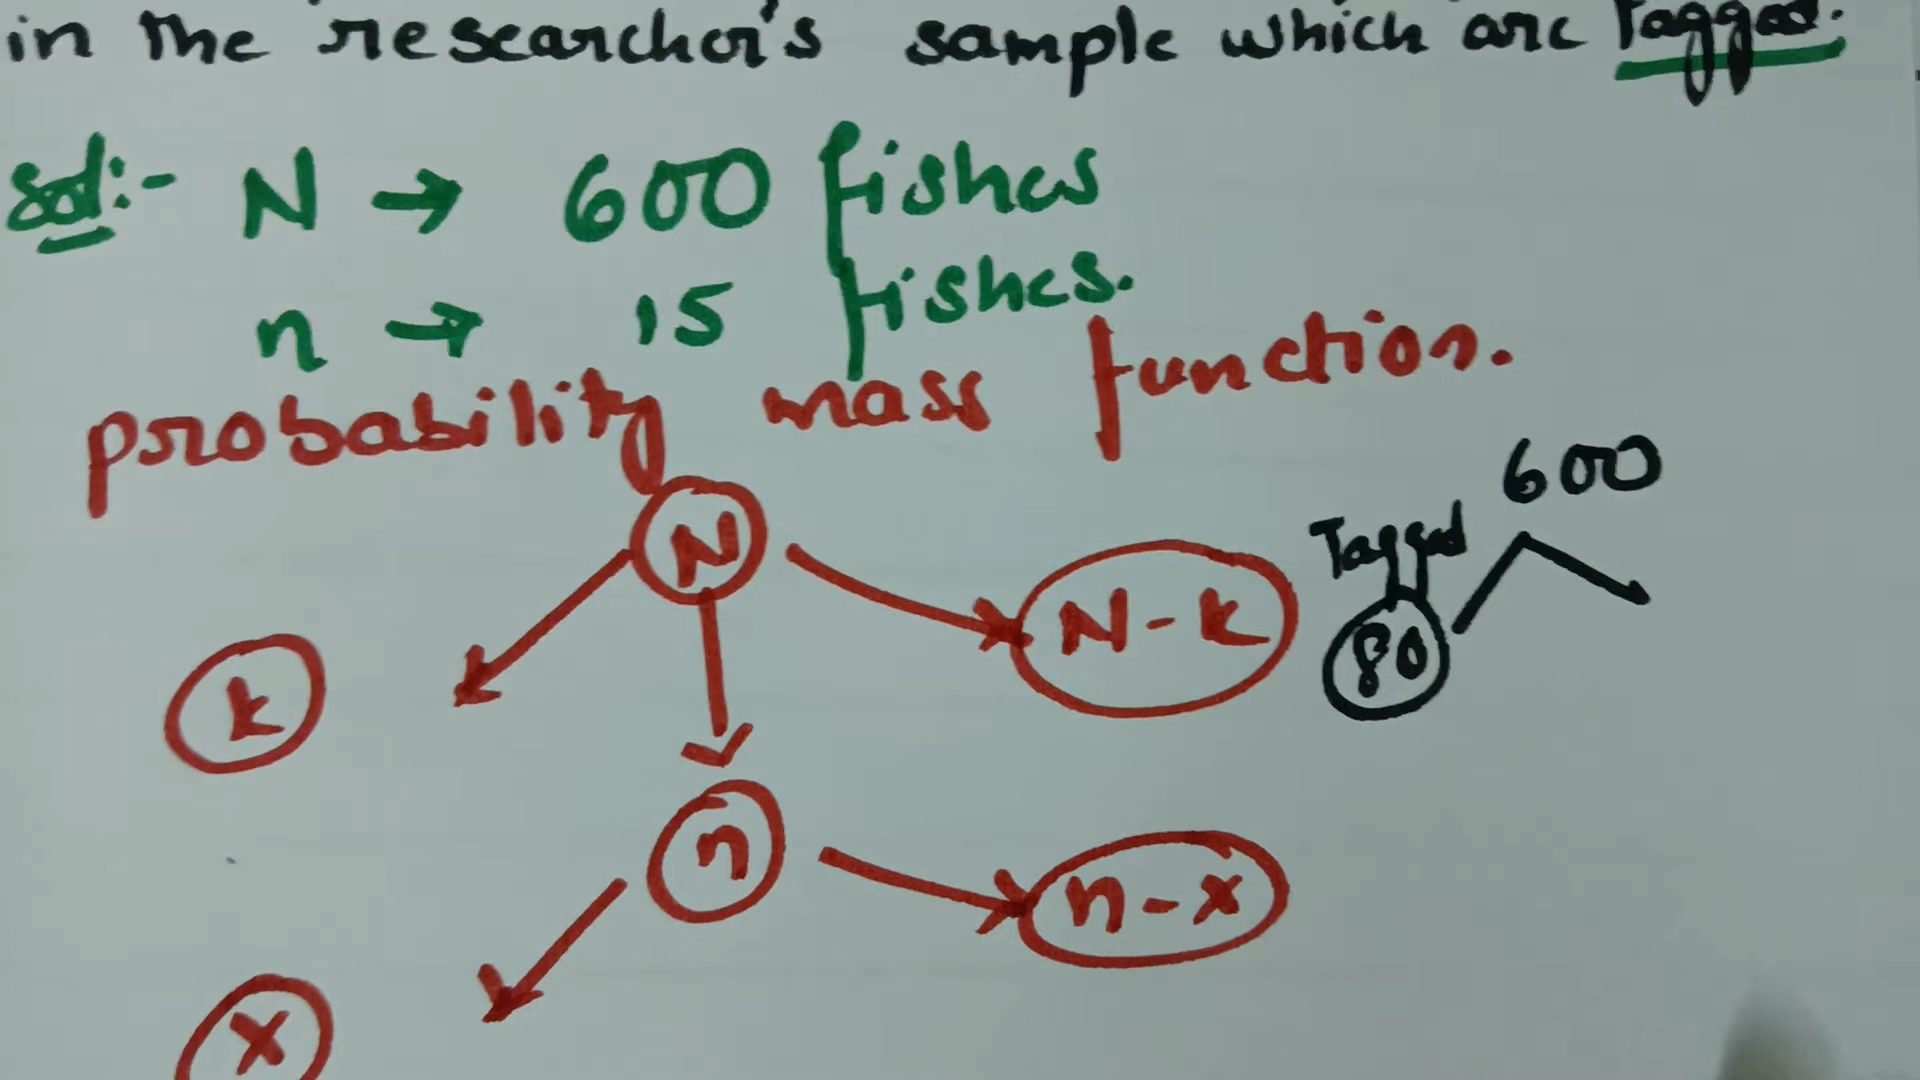 in the researcher's sample which are Tagged.
Sol:- N → 600 fishes
n → 15 fishes.
probability mass function.
600
N
Tagged
N-k
80
k
n
n-x
x